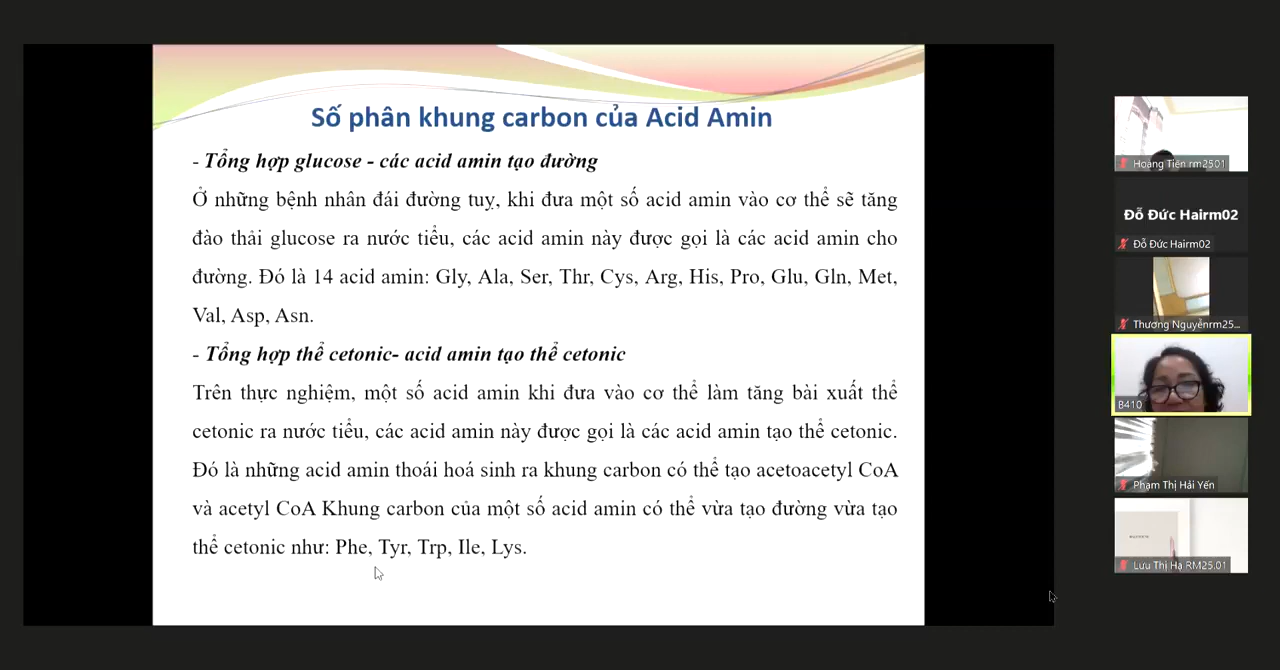 Số phân khung carbon của Acid Amin
- Tổng hợp glucose - các acid amin tạo đường
Ở những bệnh nhân đái đường tuỵ, khi đưa một số acid amin vào cơ thể sẽ tăng
đào thải glucose ra nước tiểu, các acid amin này được gọi là các acid amin cho
đường. Đó là 14 acid amin: Gly, Ala, Ser, Thr, Cys, Arg, His, Pro, Glu, Gln, Met,
Val, Asp, Asn.
- Tổng hợp thể cetonic- acid amin tạo thể cetonic
Trên thực nghiệm, một số acid amin khi đưa vào cơ thể làm tăng bài xuất thể
cetonic ra nước tiểu, các acid amin này được gọi là các acid amin tạo thể cetonic.
Đó là những acid amin thoái hoá sinh ra khung carbon có thể tạo acetoacetyl CoA
và acetyl CoA Khung carbon của một số acid amin có thể vừa tạo đường vừa tạo
thể cetonic như: Phe, Tyr, Trp, Ile, Lys.
Hoàng Tiện rm2501
Đỗ Đức Hairm02
Đỗ Đức Hairm02
Thương Nguyễnrm25...
B410
Phạm Thị Hải Yến
Lưu Thị Hạ RM25.01